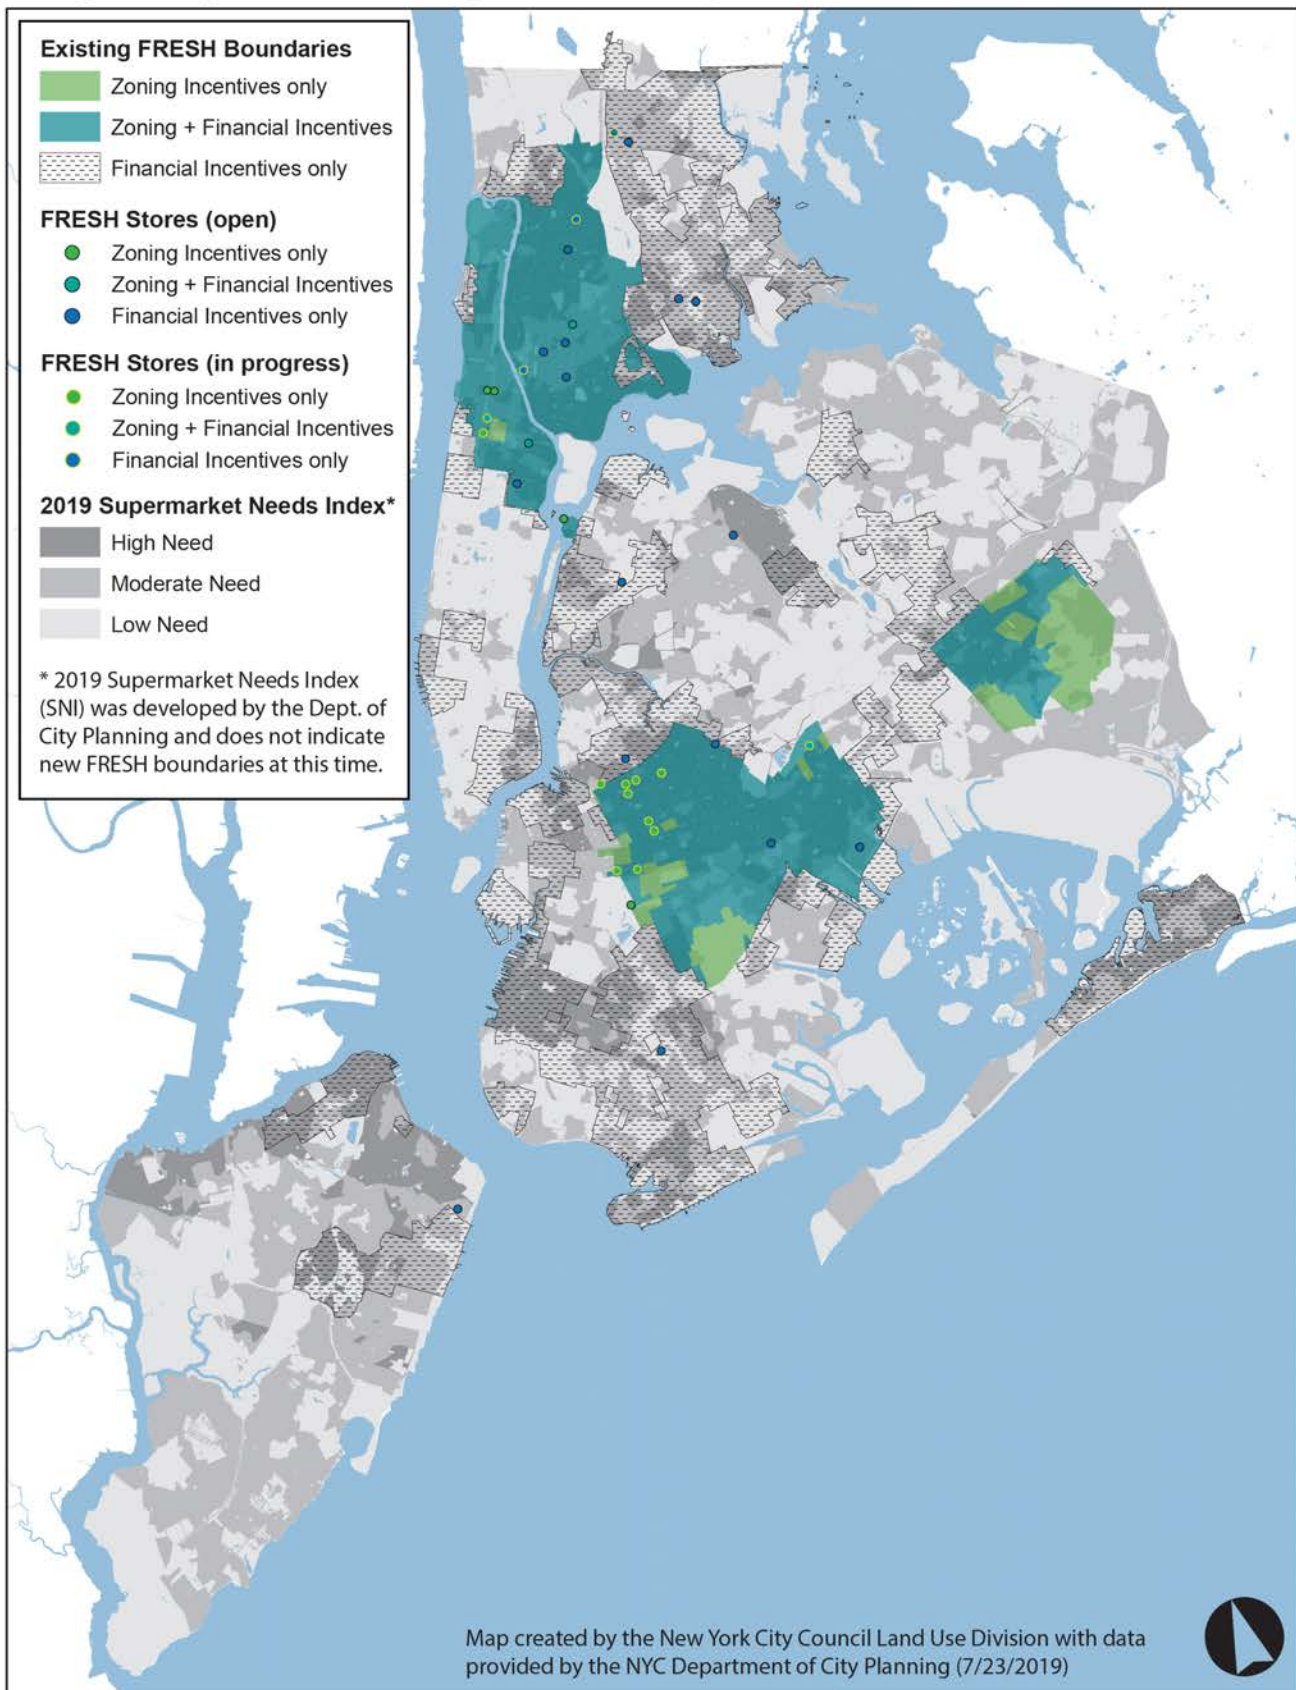 Existing FRESH Boundaries
Zoning Incentives only
Zoning + Financial Incentives
Financial Incentives only
FRESH Stores (open)
Zoning Incentives only
Zoning + Financial Incentives
Financial Incentives only
FRESH Stores (in progress)
Zoning Incentives only
Zoning + Financial Incentives
Financial Incentives only
2019 Supermarket Needs Index*
High Need
Moderate Need
Low Need
* 2019 Supermarket Needs Index
(SNI) was developed by the Dept. of
City Planning and does not indicate
new FRESH boundaries at this time.
Map created by the New York City Council Land Use Division with data
provided by the NYC Department of City Planning (7/23/2019)